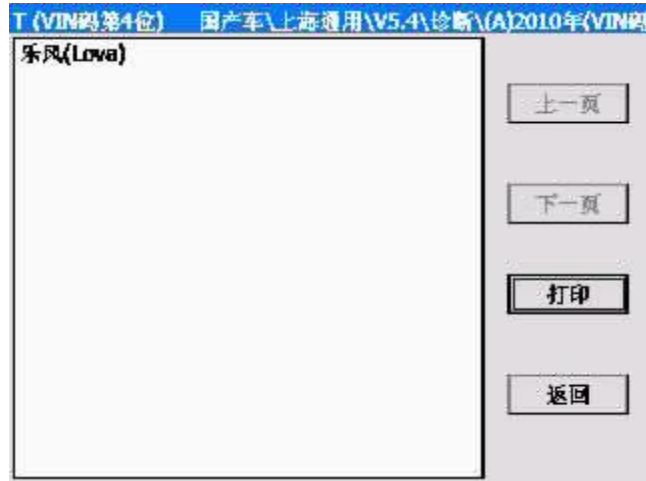 T (VIN码第4位) 国产车\上海通用\V5.4\诊断\(A)2010年(VIN码
乐风(Lova)
上一页
下一页
打印
返回